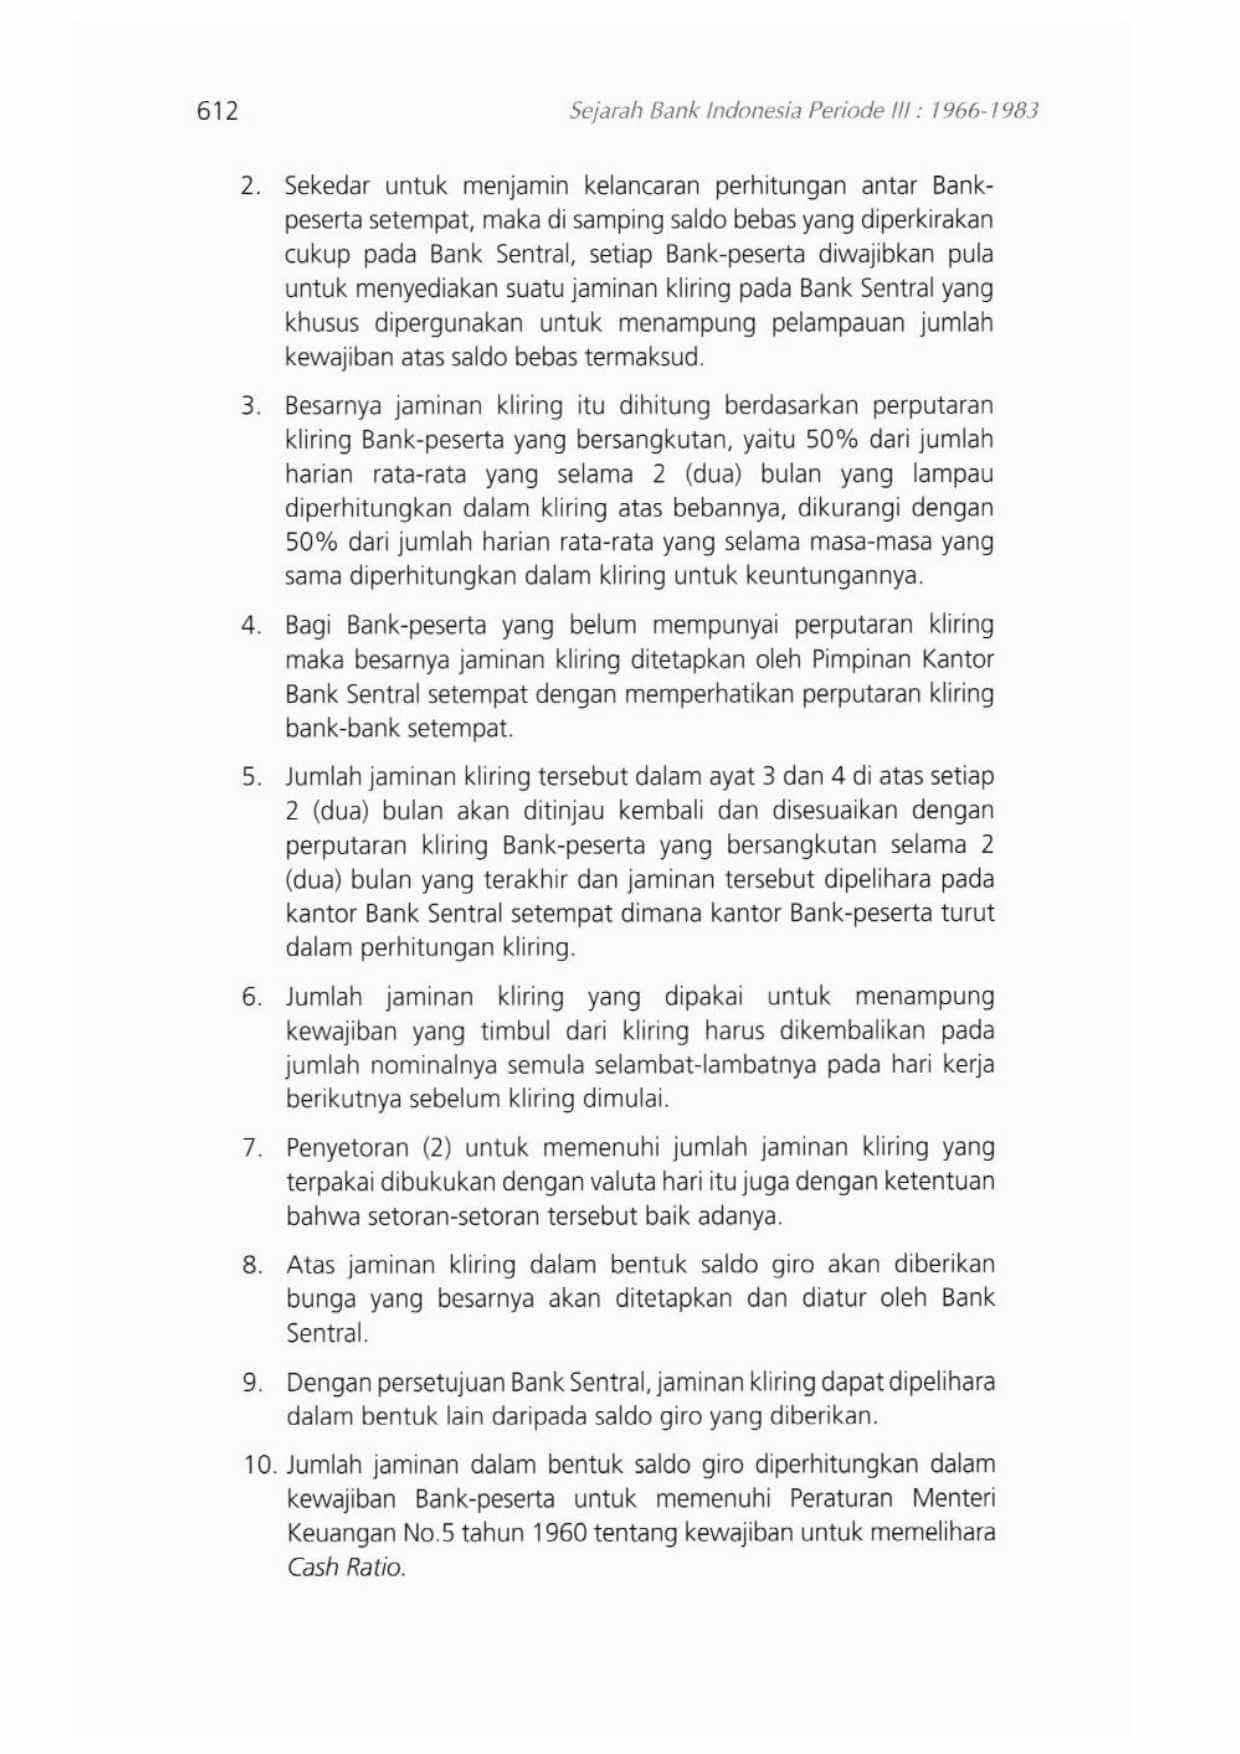 612
Sejarah Bank Indonesia Periode III : 1966-1983
2. Sekedar untuk menjamin kelancaran perhitungan antar Bank-
peserta setempat, maka di samping saldo bebas yang diperkirakan
cukup pada Bank Sentral, setiap Bank-peserta diwajibkan pula
untuk menyediakan suatu jaminan kliring pada Bank Sentral yang
khusus dipergunakan untuk menampung pelampauan jumlah
kewajiban atas saldo bebas termaksud.
3. Besarnya jaminan kliring itu dihitung berdasarkan perputaran
kliring Bank-peserta yang bersangkutan, yaitu 50% dari jumlah
harian rata-rata yang selama 2 (dua) bulan yang lampau
diperhitungkan dalam kliring atas bebannya, dikurangi dengan
50% dari jumlah harian rata-rata yang selama masa-masa yang
sama diperhitungkan dalam kliring untuk keuntungannya.
4. Bagi Bank-peserta yang belum mempunyai perputaran kliring
maka besarnya jaminan kliring ditetapkan oleh Pimpinan Kantor
Bank Sentral setempat dengan memperhatikan perputaran kliring
bank-bank setempat.
5. Jumlah jaminan kliring tersebut dalam ayat 3 dan 4 di atas setiap
2 (dua) bulan akan ditinjau kembali dan disesuaikan dengan
perputaran kliring Bank-peserta yang bersangkutan selama 2
(dua) bulan yang terakhir dan jaminan tersebut dipelihara pada
kantor Bank Sentral setempat dimana kantor Bank-peserta turut
dalam perhitungan kliring.
6. Jumlah jaminan kliring yang dipakai untuk menampung
kewajiban yang timbul dari kliring harus dikembalikan pada
jumlah nominalnya semula selambat-lambatnya pada hari kerja
berikutnya sebelum kliring dimulai.
7. Penyetoran (2) untuk memenuhi jumlah jaminan kliring yang
terpakai dibukukan dengan valuta hari itu juga dengan ketentuan
bahwa setoran-setoran tersebut baik adanya.
8. Atas jaminan kliring dalam bentuk saldo giro akan diberikan
bunga yang besarnya akan ditetapkan dan diatur oleh Bank
Sentral.
9. Dengan persetujuan Bank Sentral, jaminan kliring dapat dipelihara
dalam bentuk lain daripada saldo giro yang diberikan.
10. Jumlah jaminan dalam bentuk saldo giro diperhitungkan dalam
kewajiban Bank-peserta untuk memenuhi Peraturan Menteri
Keuangan No.5 tahun 1960 tentang kewajiban untuk memelihara
Cash Ratio.